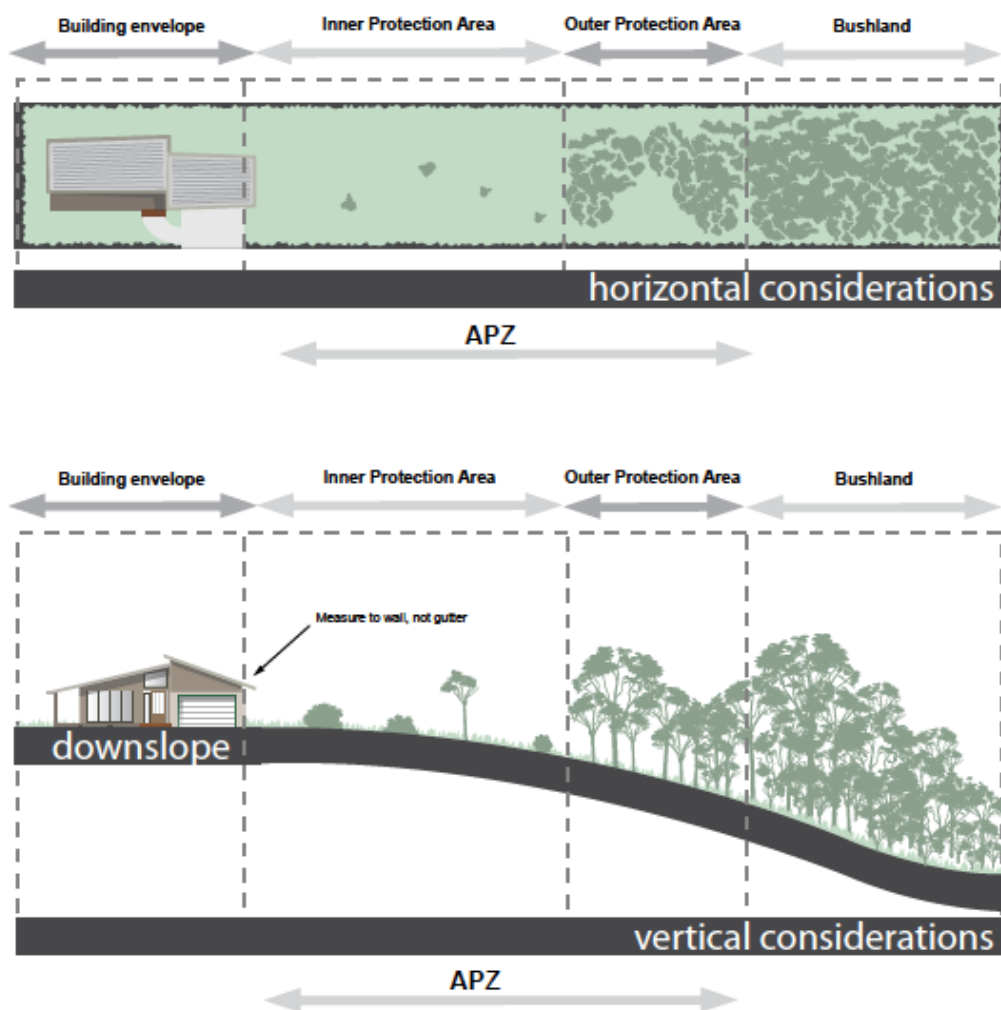 Building envelope
Inner Protection Area
Outer Protection Area
Bushland
horizontal considerations
APZ
Building envelope
Inner Protection Area
Outer Protection Area
Bushland
Measure to wall, not gutter
downslope
vertical considerations
APZ